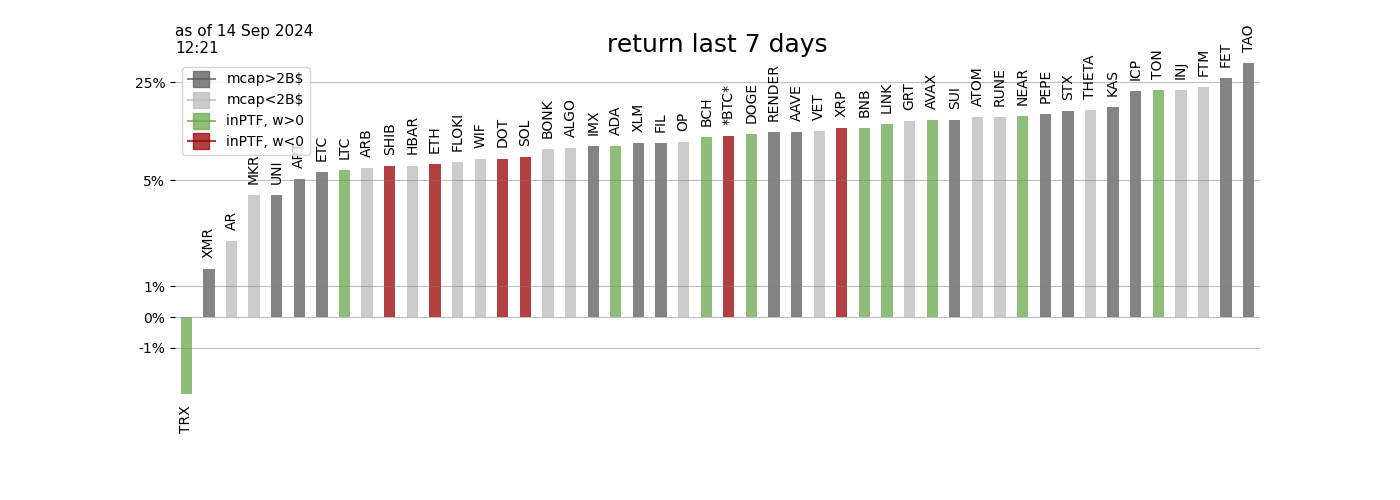 as of 14 Sep 2024
12:21
return last 7 days
mcap>2B$
mcap<2B$
inPTF, w>0
inPTF, w<0
25%
5%
1%
0%
-1%
TRX
XMR
AR
MKR
UNI
ETC
LTC
ARB
SHIB
HBAR
ETH
FLOKI
WIF
DOT
SOL
BONK
ALGO
IMX
ADA
XLM
FIL
OP
BCH
*BTC*
DOGE
RENDER
AAVE
VET
XRP
BNB
LINK
GRT
AVAX
SUI
ATOM
RUNE
NEAR
PEPE
STX
THETA
KAS
ICP
TON
INJ
FTM
FET
TAO